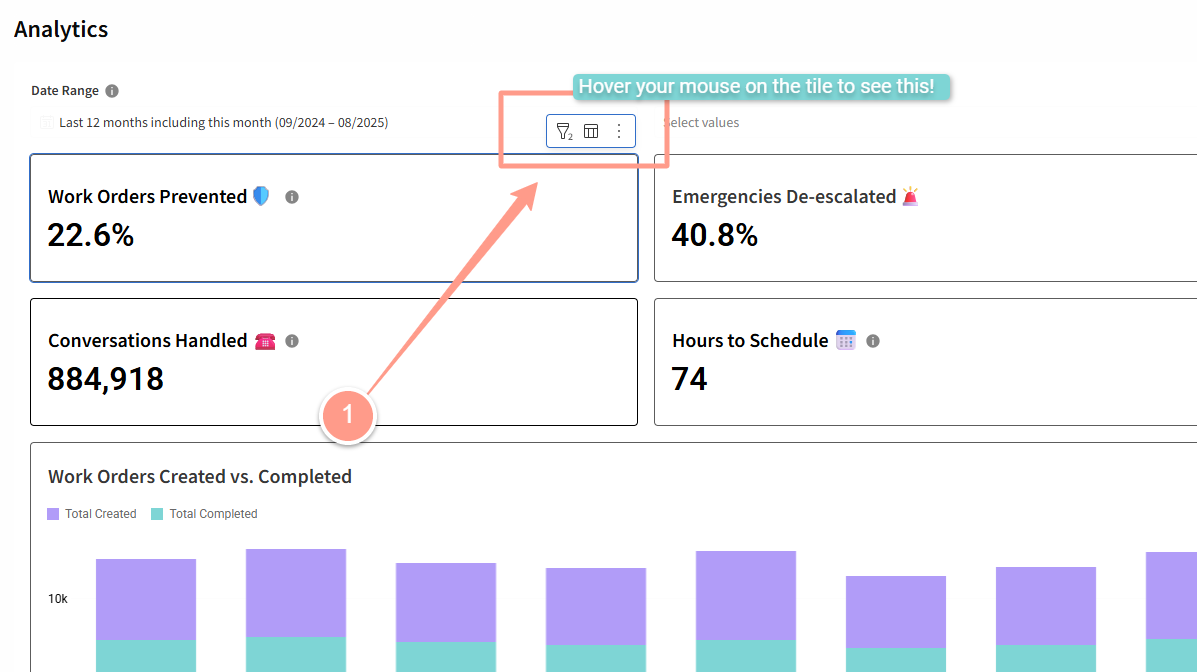 Analytics
Hover your mouse on the tile to see this!
Date Range
Last 12 months including this month (09/2024 – 08/2025)
2
Select values
Work Orders Prevented
22.6%
Emergencies De-escalated
40.8%
Conversations Handled
884,918
Hours to Schedule
74
1
Work Orders Created vs. Completed
Total Created
Total Completed
10k